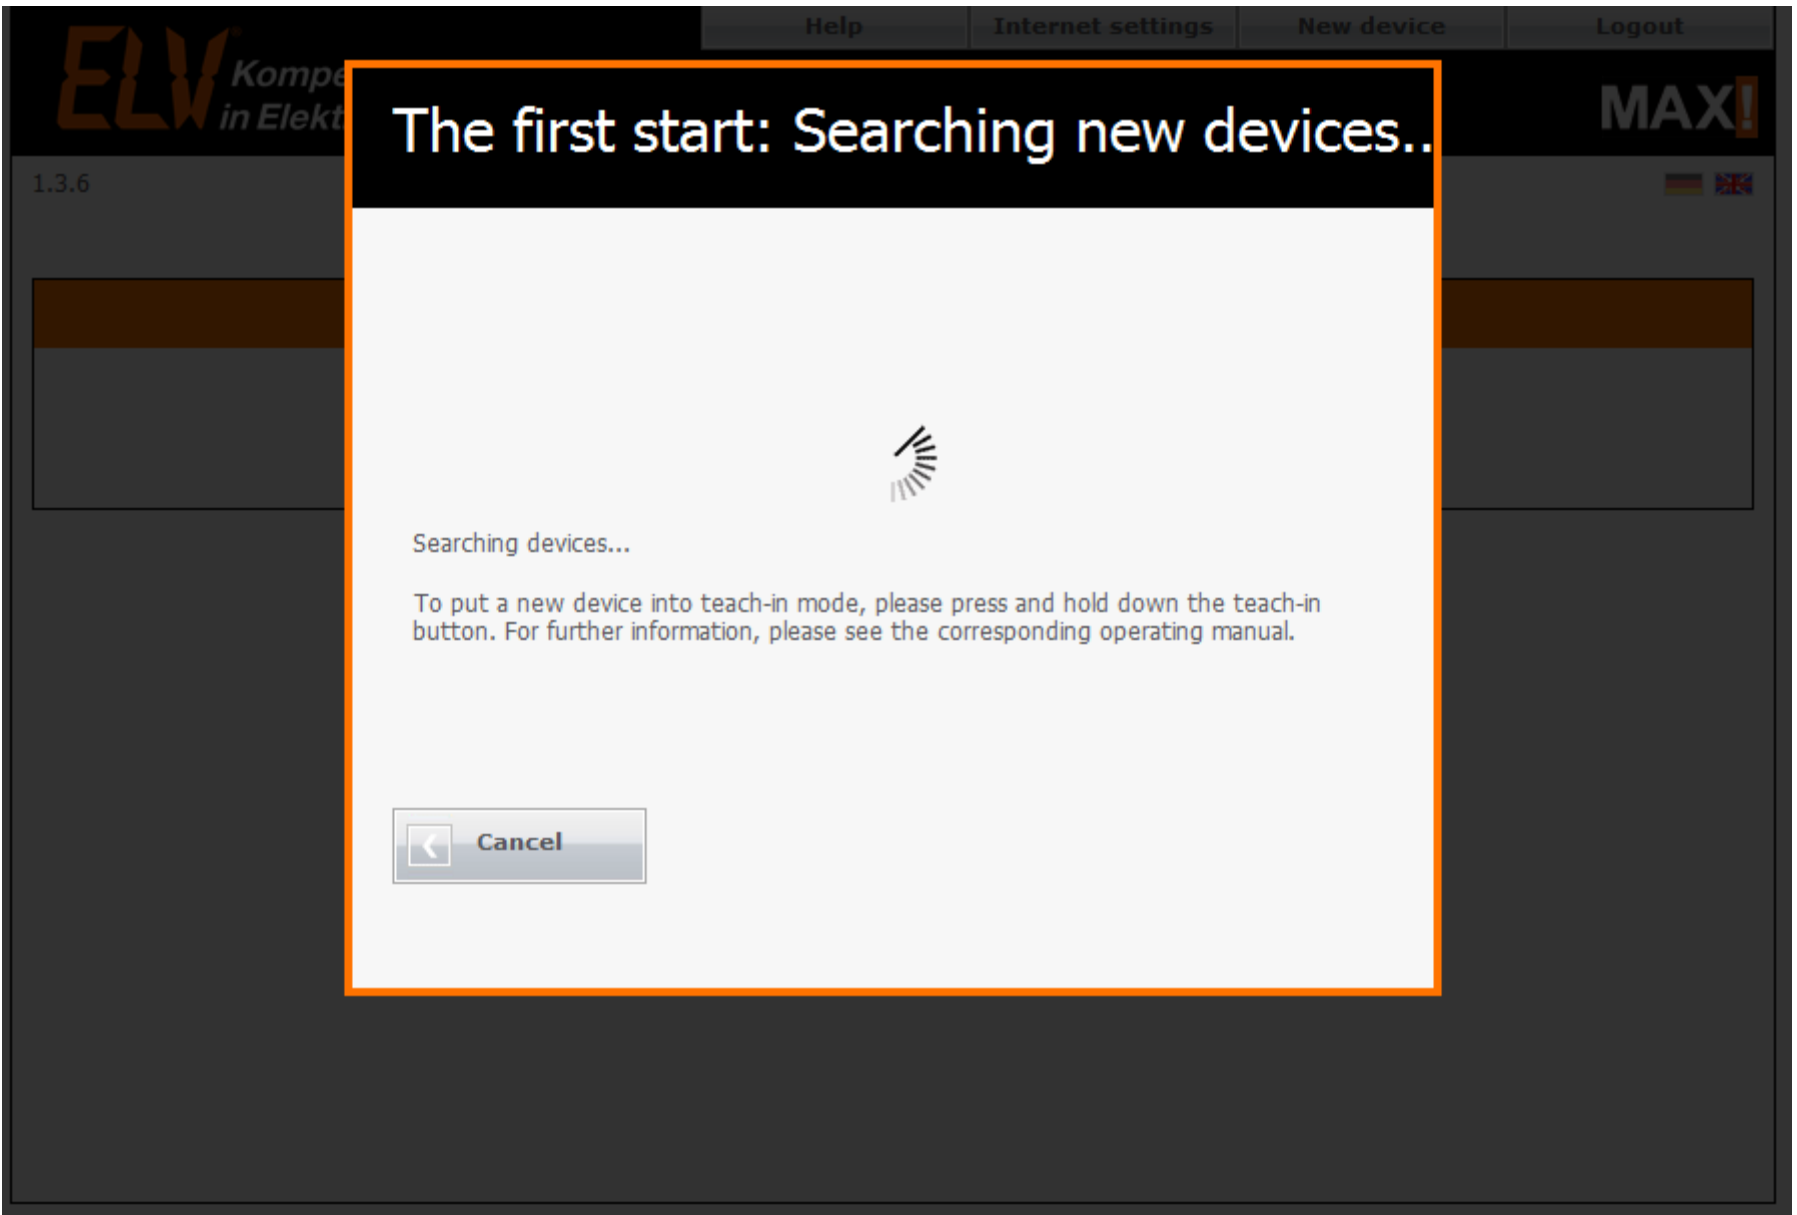 Help
Internet settings
New device
Logout
ELV
Kompe
in Elekt
MAX!
1.3.6
The first start: Searching new devices..
Searching devices...
To put a new device into teach-in mode, please press and hold down the teach-in
button. For further information, please see the corresponding operating manual.
Cancel